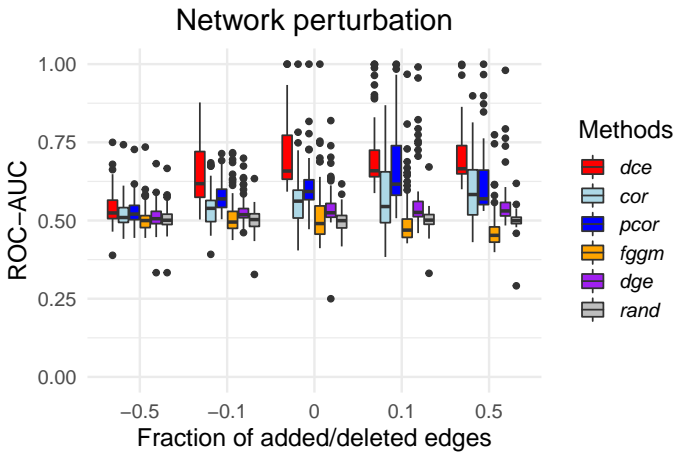 Network perturbation
ROC−AUC
1.00
0.75
0.50
0.25
0.00
−0.5
−0.1
0
0.1
0.5
Fraction of added/deleted edges
Methods
dce
cor
pcor
fggm
dge
rand